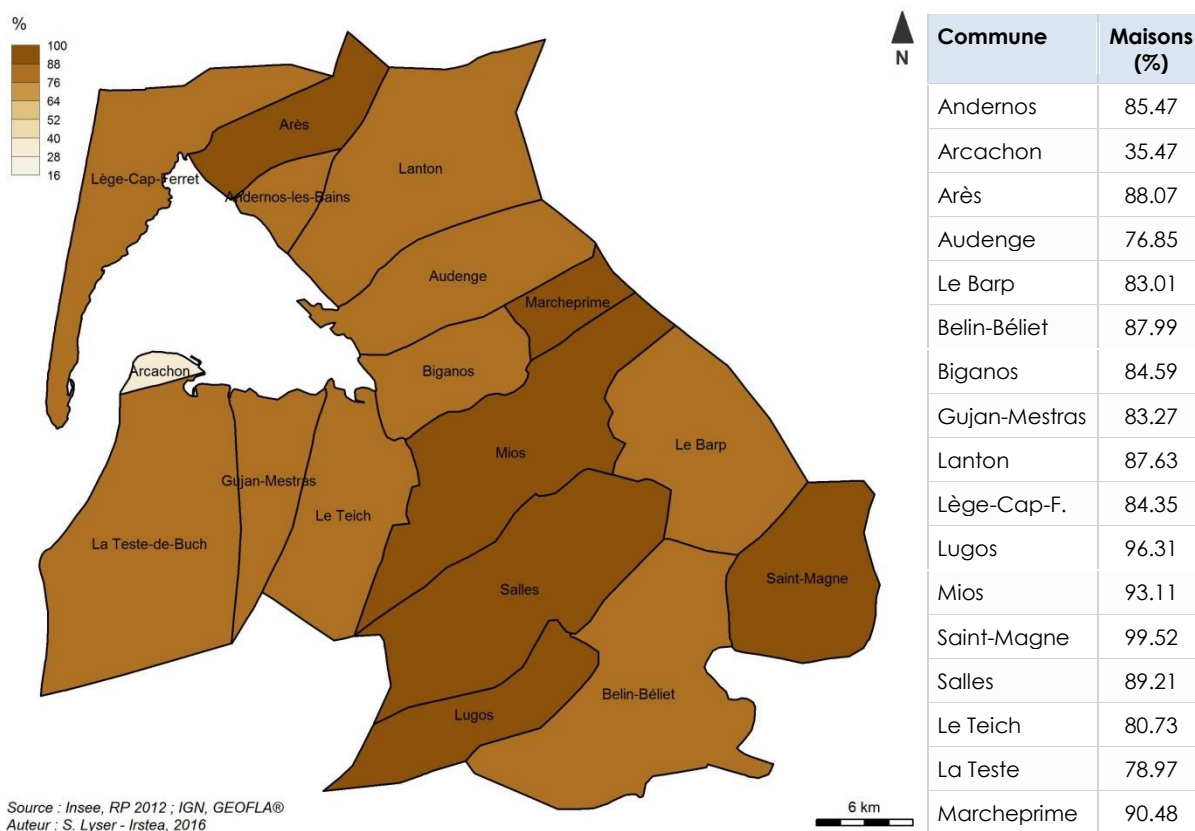 %
100
88
76
64
52
40
28
16
N
Arès
Lège-Cap-Ferret
Andernos-les-Bains
Lanton
Audenge
Marcheprime
Arcachon
Biganos
Le Barp
Mios
Gujan-Mestras
Le Teich
La Teste-de-Buch
Salles
Saint-Magne
Belin-Béliet
Lugos
6 km
Source : Insee, RP 2012 ; IGN, GEOFLA®
Auteur : S. Lyser - Irstea, 2016
Commune Maisons
(%)
Andernos 85.47
Arcachon 35.47
Arès 88.07
Audenge 76.85
Le Barp 83.01
Belin-Béliet 87.99
Biganos 84.59
Gujan-Mestras 83.27
Lanton 87.63
Lège-Cap-F. 84.35
Lugos 96.31
Mios 93.11
Saint-Magne 99.52
Salles 89.21
Le Teich 80.73
La Teste 78.97
Marcheprime 90.48